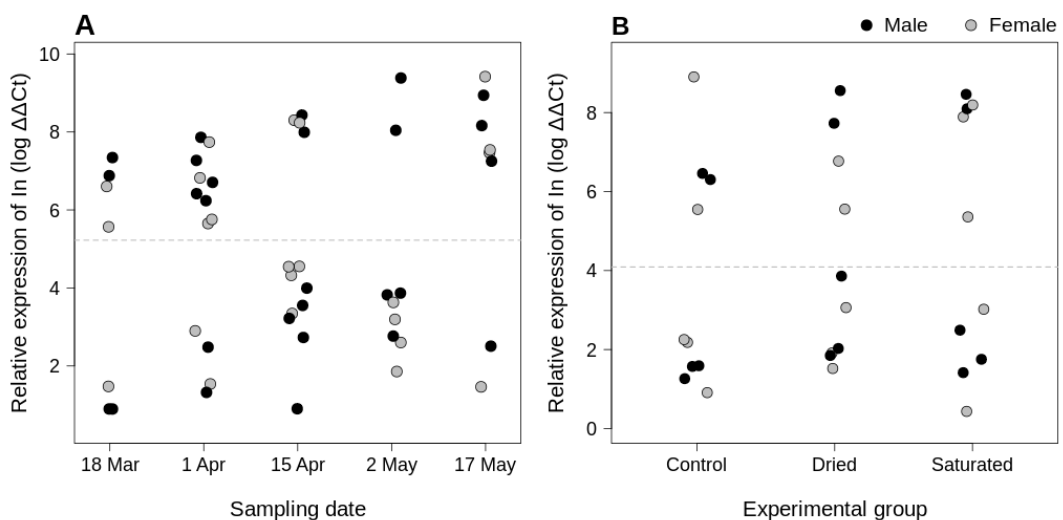 A
Relative expression of In (log ΔΔCt)
10
8
6
4
2
18 Mar
1 Apr
15 Apr
2 May
17 May
Sampling date
B
Male
Female
Relative expression of In (log ΔΔCt)
8
6
4
2
0
Control
Dried
Saturated
Experimental group